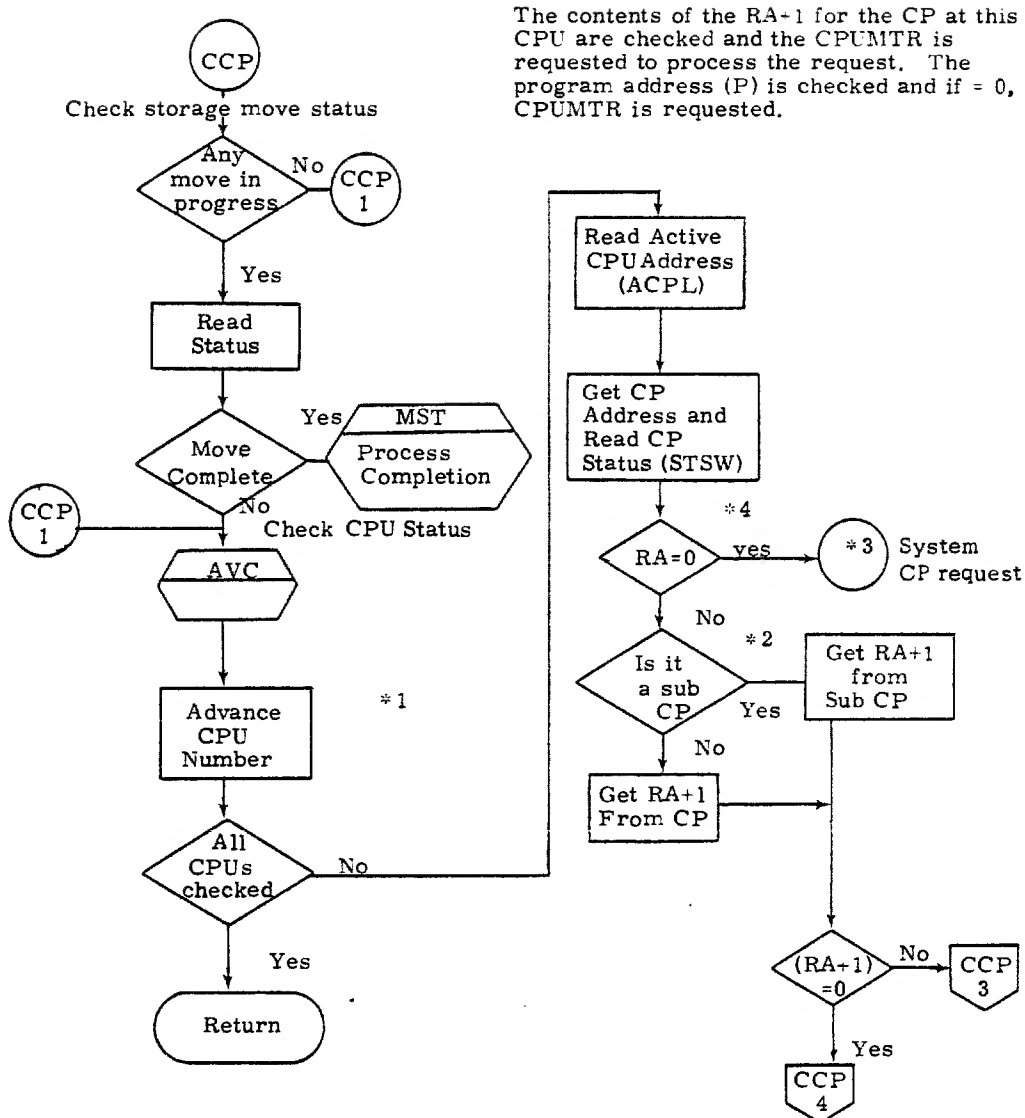 The contents of the RA+1 for the CP at this
CPU are checked and the CPUMTR is
requested to process the request. The
program address (P) is checked and if = 0,
CPUMTR is requested.
CCP
Check storage move status
Any
move in
progress
No
CCP
1
Yes
Read
Status
Move
Complete
Yes
MST
Process
Completion
No
CCP
1
Check CPU Status
AVC
Advance
CPU
Number
*1
All
CPUs
checked
No
Yes
Return
Read Active
CPU Address
(ACPL)
Get CP
Address and
Read CP
Status (STSW)
*4
RA=0
yes
*3
System
CP request
No
*2
Is it
a sub
CP
Yes
Get RA+1
from
Sub CP
No
Get RA+1
From CP
(RA+1)
=0
No
CCP
3
Yes
CCP
4